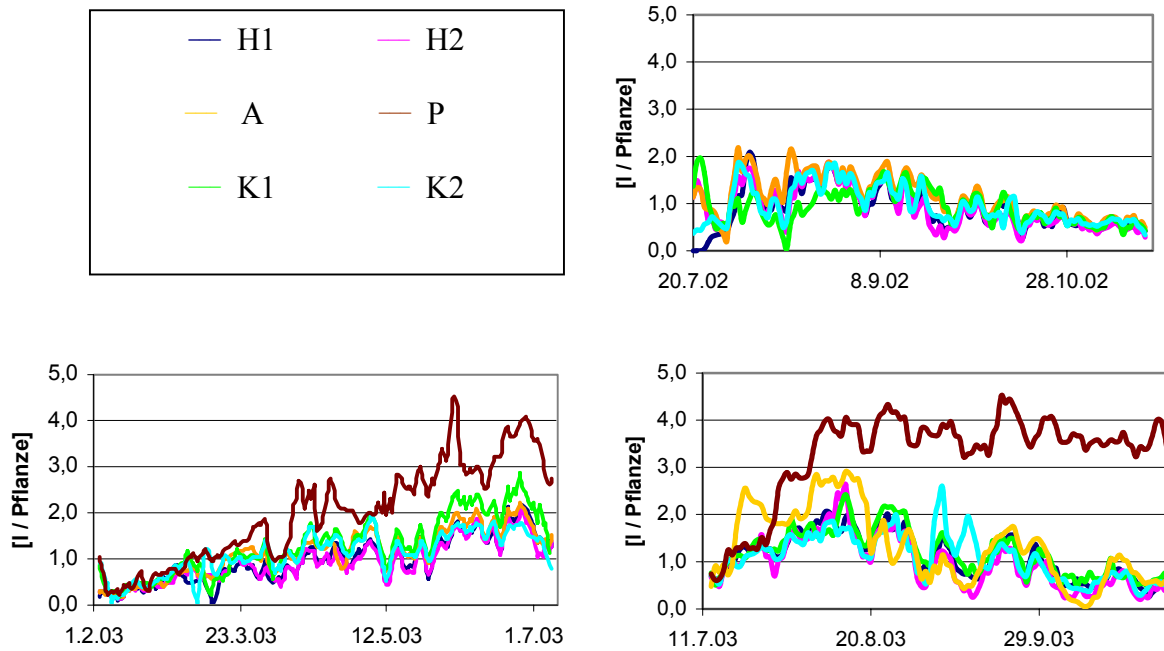 H1 H2
A P
K1 K2
[l / Pflanze]
5,0
4,0
3,0
2,0
1,0
0,0
20.7.02 8.9.02 28.10.02
[l / Pflanze]
5,0
4,0
3,0
2,0
1,0
0,0
1.2.03 23.3.03 12.5.03 1.7.03
[l / Pflanze]
5,0
4,0
3,0
2,0
1,0
0,0
11.7.03 20.8.03 29.9.03